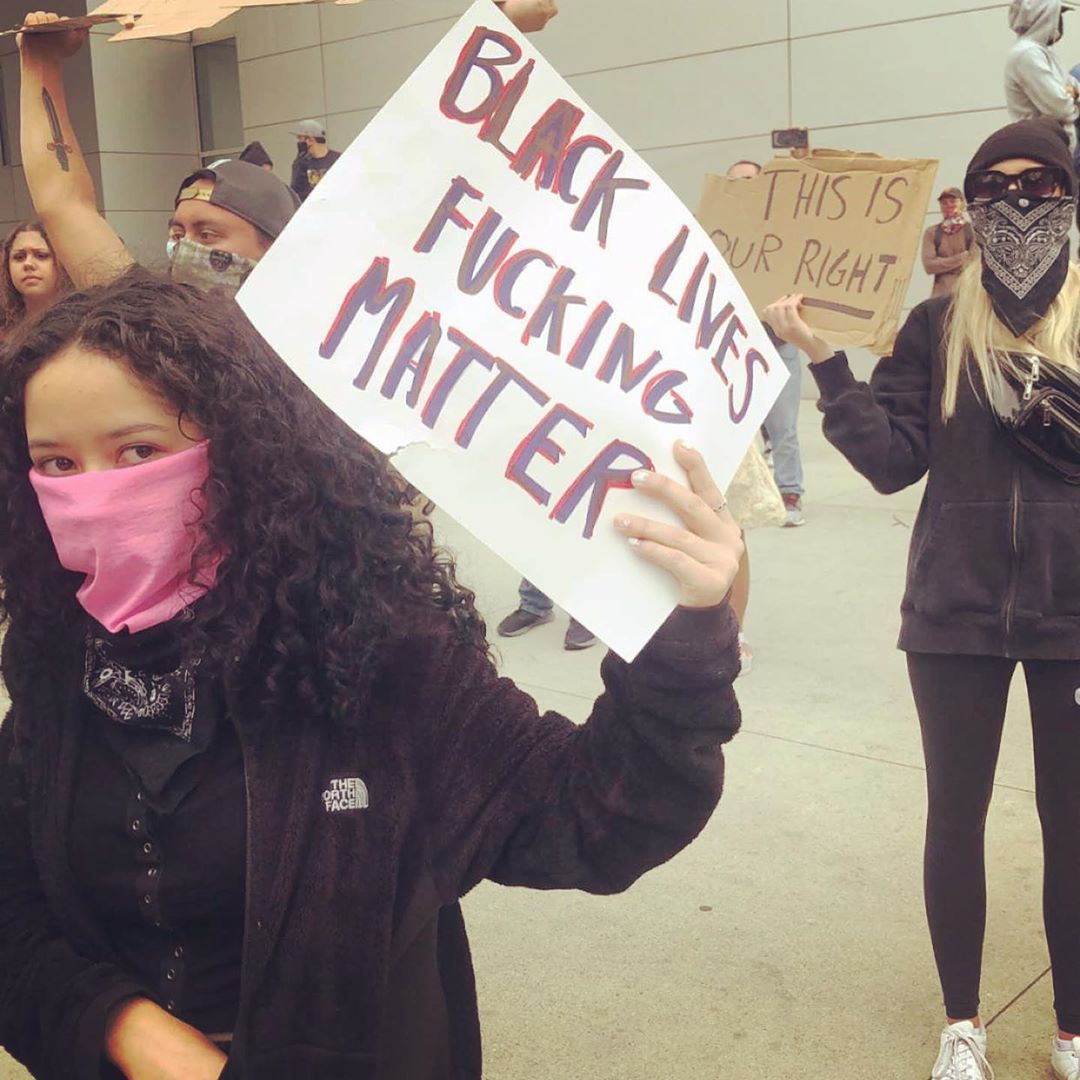 BLACK LIVES
FUCKING
MATTER
THIS IS
OUR RIGHT
THE
NORTH
FACE